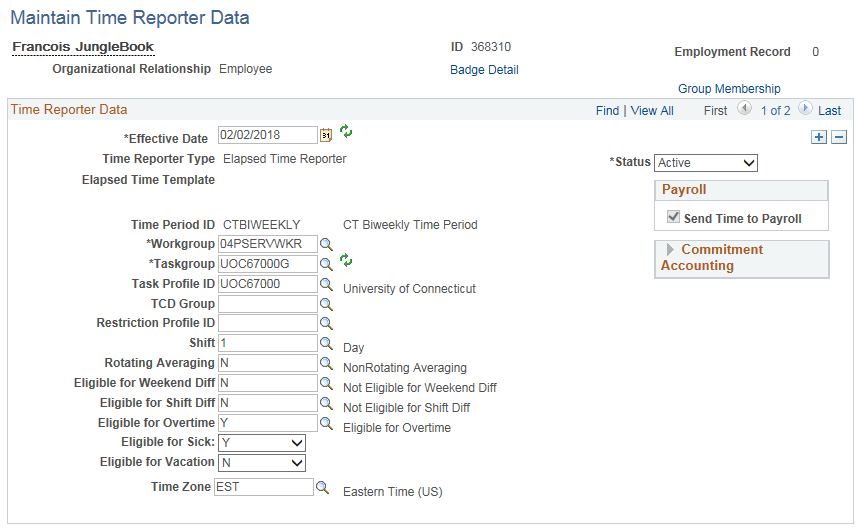 Maintain Time Reporter Data
Francois JungleBook ID 368310 Employment Record 0
Organizational Relationship Employee Badge Detail
Group Membership
Time Reporter Data Find | View All First 1 of 2 Last
*Effective Date 02/02/2018 31
Time Reporter Type Elapsed Time Reporter *Status Active
Elapsed Time Template
Payroll
Send Time to Payroll
Time Period ID CTBIWEEKLY CT Biweekly Time Period
*Workgroup 04PSERVWKR
Commitment
Accounting
*Taskgroup UOC67000G
Task Profile ID UOC67000 University of Connecticut
TCD Group
Restriction Profile ID
Shift 1 Day
Rotating Averaging N NonRotating Averaging
Eligible for Weekend Diff N Not Eligible for Weekend Diff
Eligible for Shift Diff N Not Eligible for Shift Diff
Eligible for Overtime Y Eligible for Overtime
Eligible for Sick: Y
Eligible for Vacation N
Time Zone EST Eastern Time (US)